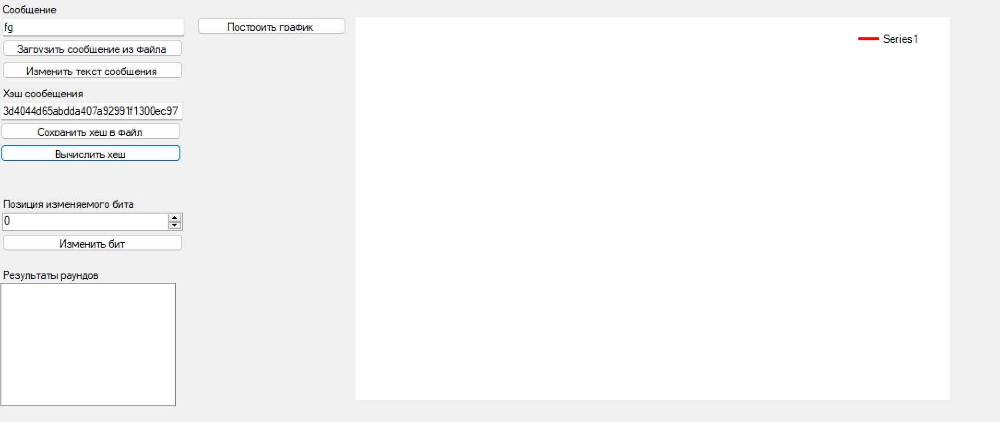 Сообщение
fg
Построить график
Загрузить сообщение из файла
Изменить текст сообщения
Хэш сообещения
3d4044d65abdda407a92991f1300ec97
Сохранить хеш в файл
Вычислить хеш
Позиция изменяемого бита
0
Изменить бит
Результаты раундов
Series1